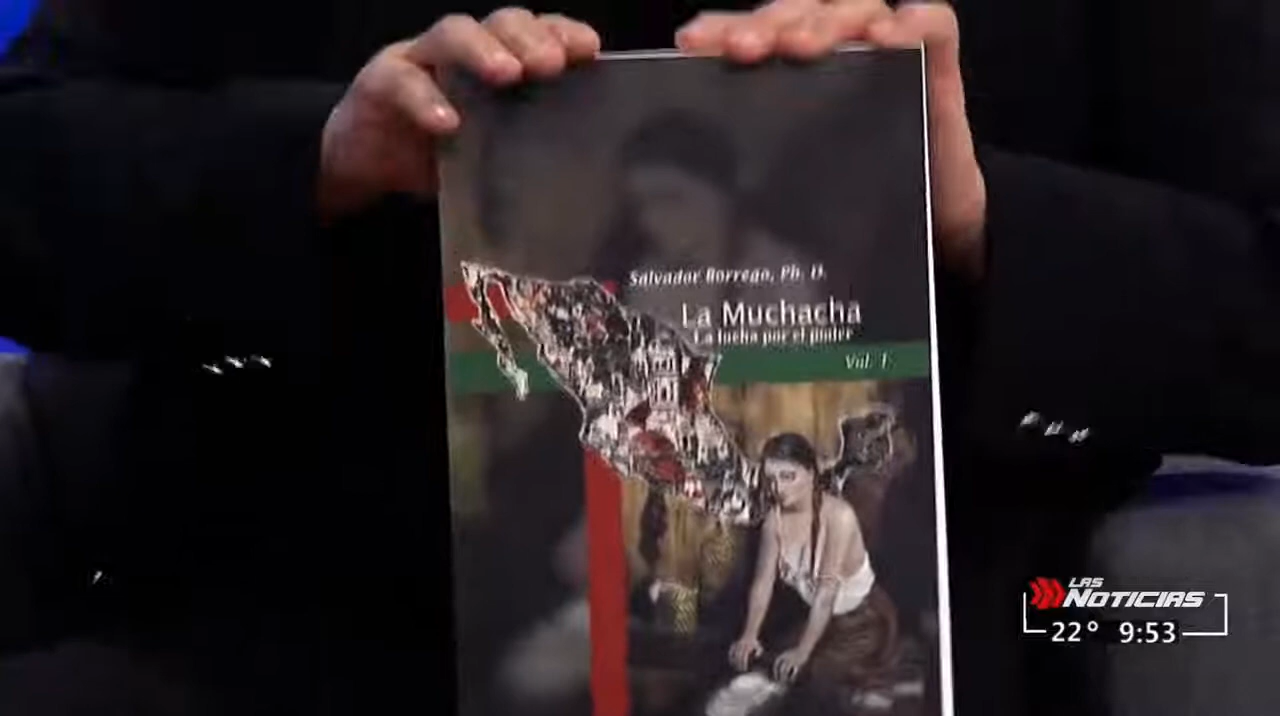 Salvador Borrego, Ph. D.
La Muchacha
La lucha por el poder
Vol. 1
LAS
NOTICIAS
22° 9:53